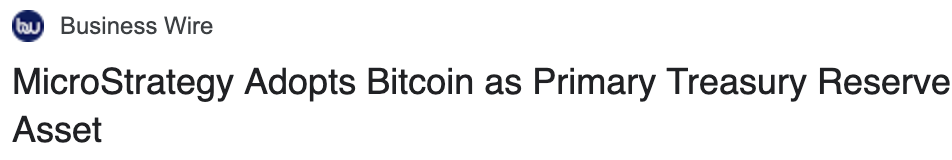 bw
Business Wire
MicroStrategy Adopts Bitcoin as Primary Treasury Reserve
Asset